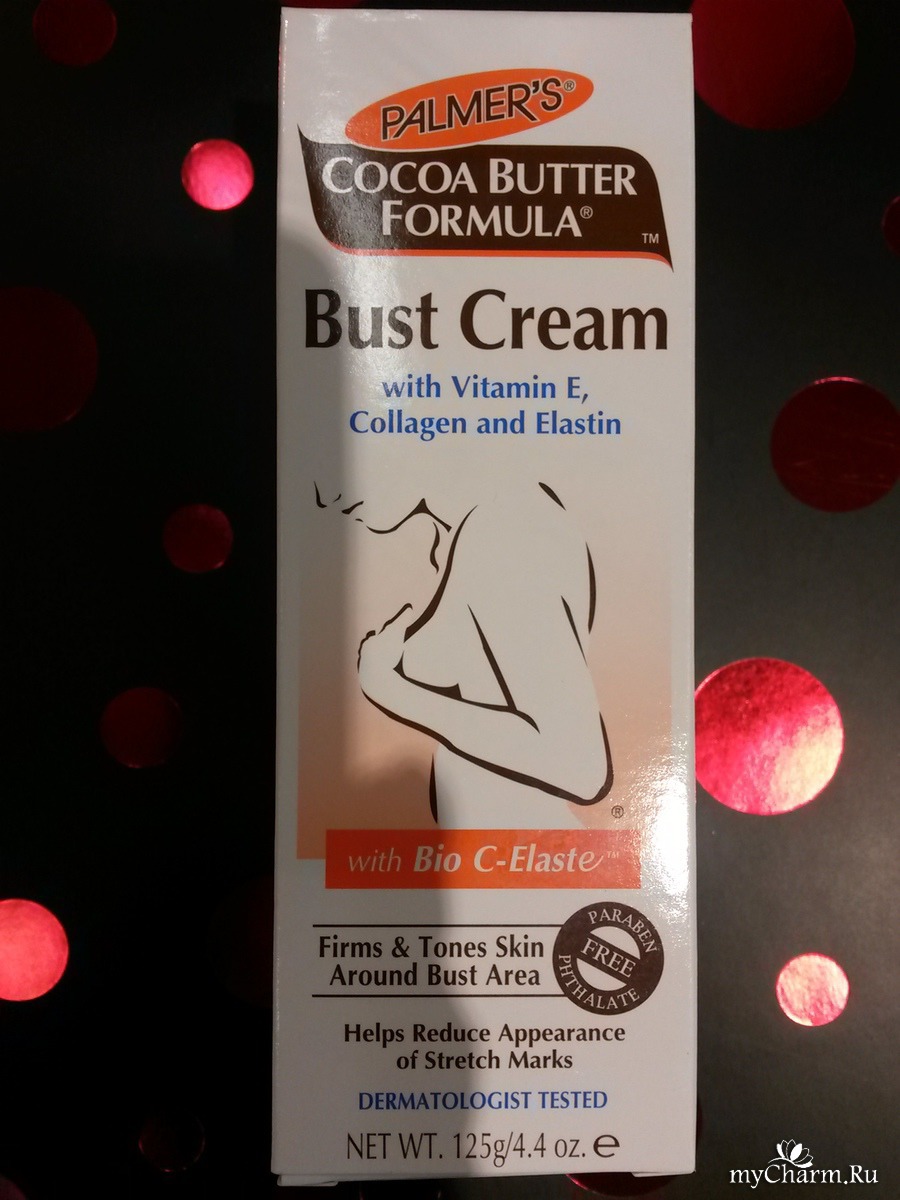 PALMER'S®
COCOA BUTTER
FORMULA®
™
Bust Cream
with Vitamin E,
Collagen and Elastin
®
with Bio C-Elaste™
Firms & Tones Skin
Around Bust Area
PARABEN
FREE
PHTHALATE
Helps Reduce Appearance
of Stretch Marks
DERMATOLOGIST TESTED
NET WT. 125g/4.4 oz. ℮
myCharm.Ru